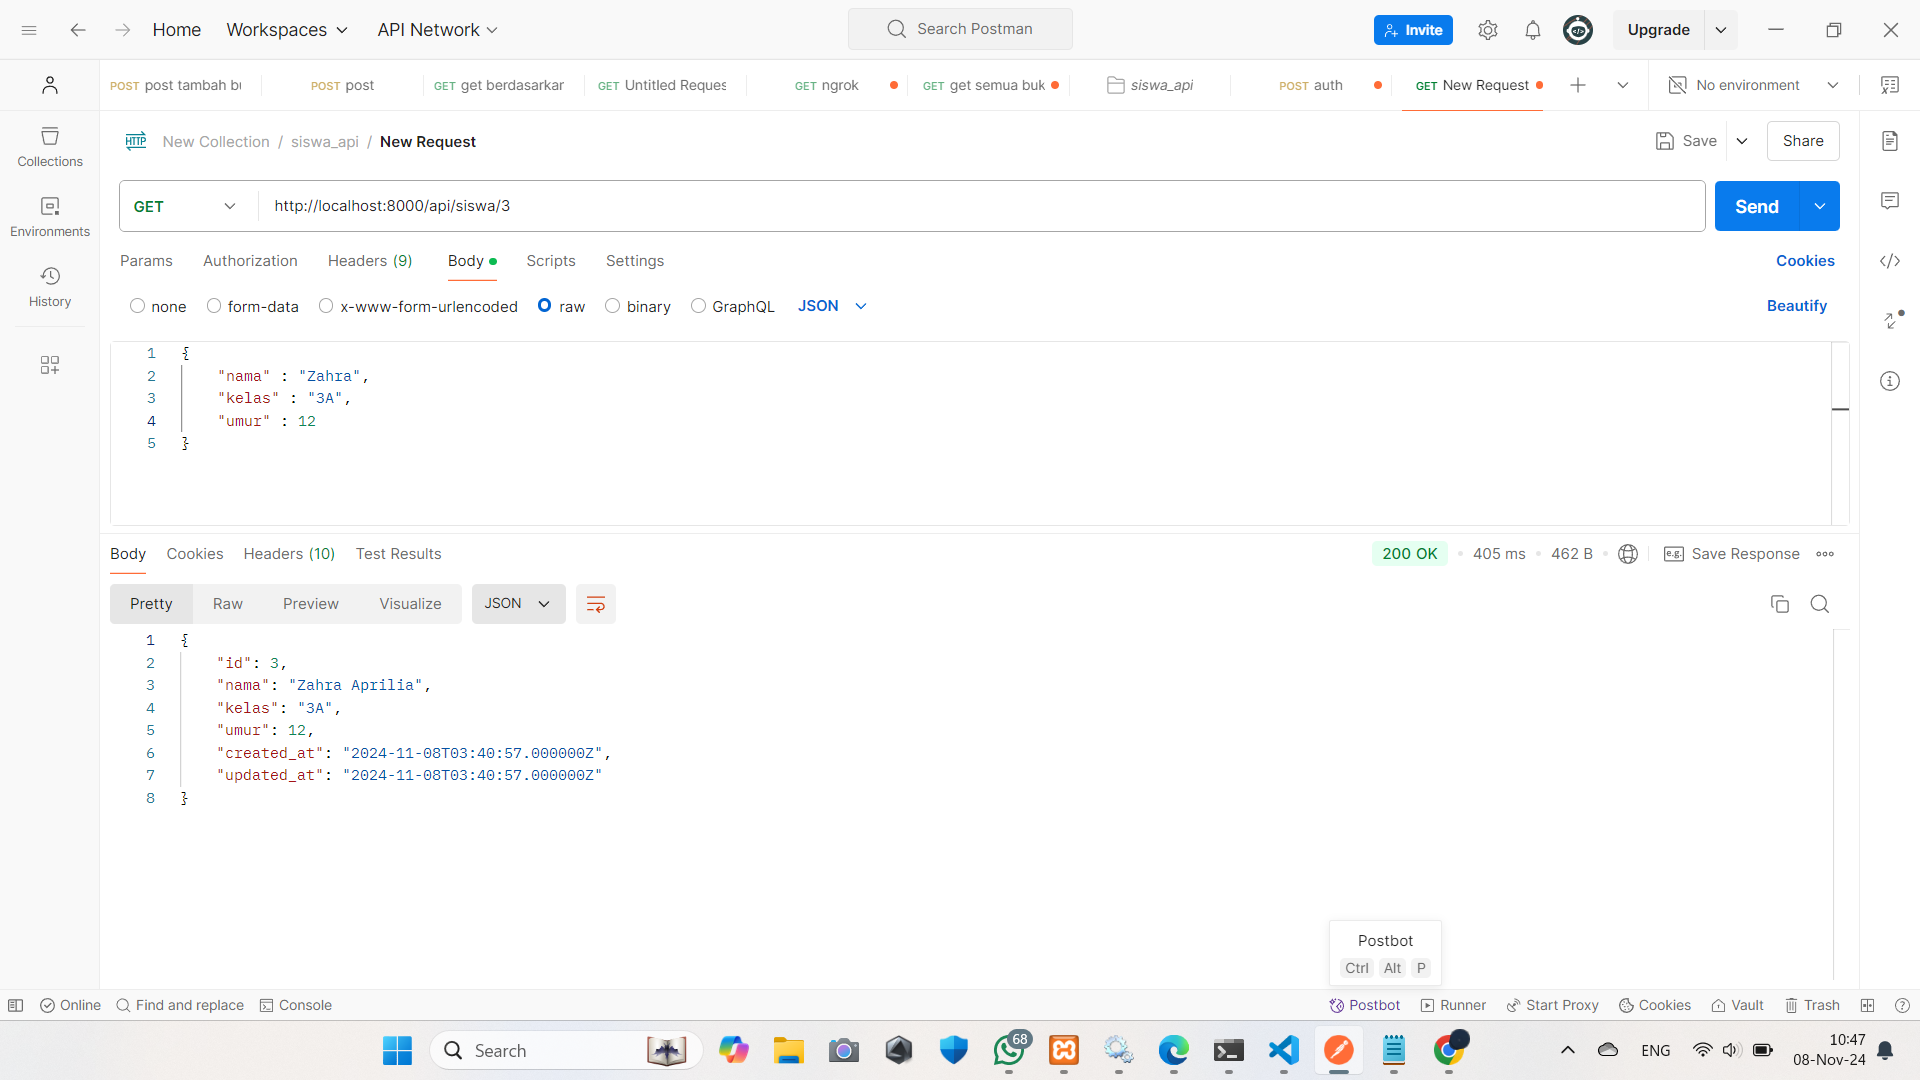 Home Workspaces API Network Search Postman Invite Upgrade
POST post tambah bu POST post GET get berdasarkan GET Untitled Reques GET ngrok GET get semua buk siswa_api POST auth GET New Request No environment
HTTP New Collection / siswa_api / New Request Save Share
Collections
GET http://localhost:8000/api/siswa/3 Send
Environments
Params Authorization Headers (9) Body Scripts Settings Cookies
History
none form-data x-www-form-urlencoded raw binary GraphQL JSON Beautify
1 {
2 "nama" : "Zahra",
3 "kelas" : "3A",
4 "umur" : 12
5 }
Body Cookies Headers (10) Test Results 200 OK 405 ms 462 B e.g. Save Response
Pretty Raw Preview Visualize JSON
1 {
2 "id": 3,
3 "nama": "Zahra Aprilia",
4 "kelas": "3A",
5 "umur": 12,
6 "created_at": "2024-11-08T03:40:57.000000Z",
7 "updated_at": "2024-11-08T03:40:57.000000Z"
8 }
Postbot
Ctrl Alt P
Online Find and replace Console Postbot Runner Start Proxy Cookies Vault Trash
Search 68 ENG 10:47
08-Nov-24